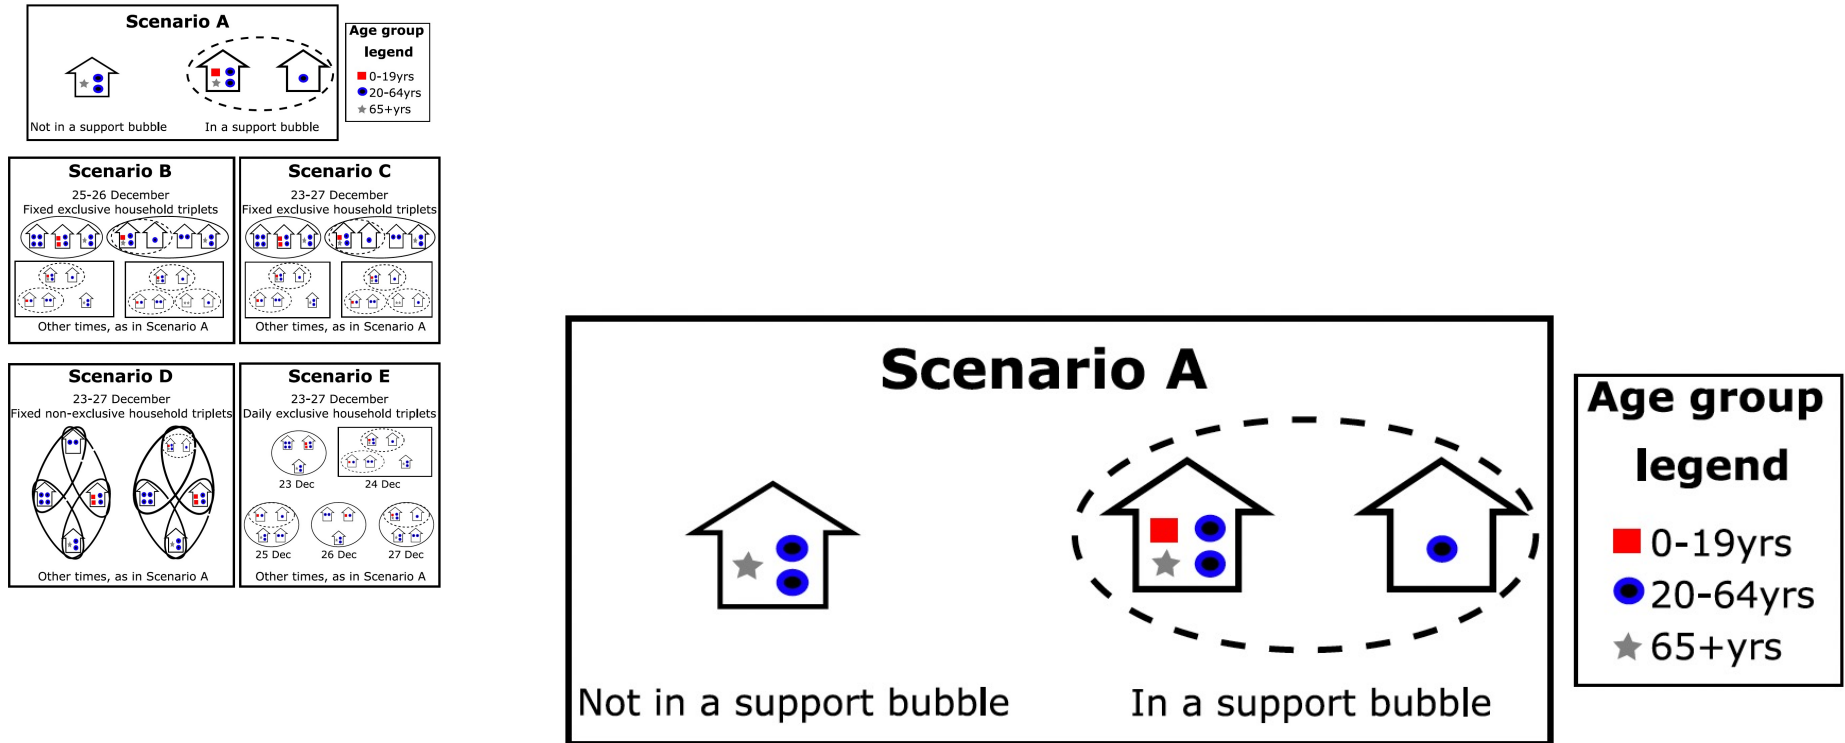 Scenario A
Not in a support bubble
In a support bubble
Age group
legend
0-19yrs
20-64yrs
65+yrs
Scenario B
25-26 December
Fixed exclusive household triplets
Other times, as in Scenario A
Scenario C
23-27 December
Fixed exclusive household triplets
Other times, as in Scenario A
Scenario D
23-27 December
Fixed non-exclusive household triplets
Other times, as in Scenario A
Scenario E
23-27 December
Daily exclusive household triplets
23 Dec
24 Dec
25 Dec
26 Dec
27 Dec
Other times, as in Scenario A
Scenario A
Not in a support bubble
In a support bubble
Age group
legend
0-19yrs
20-64yrs
65+yrs